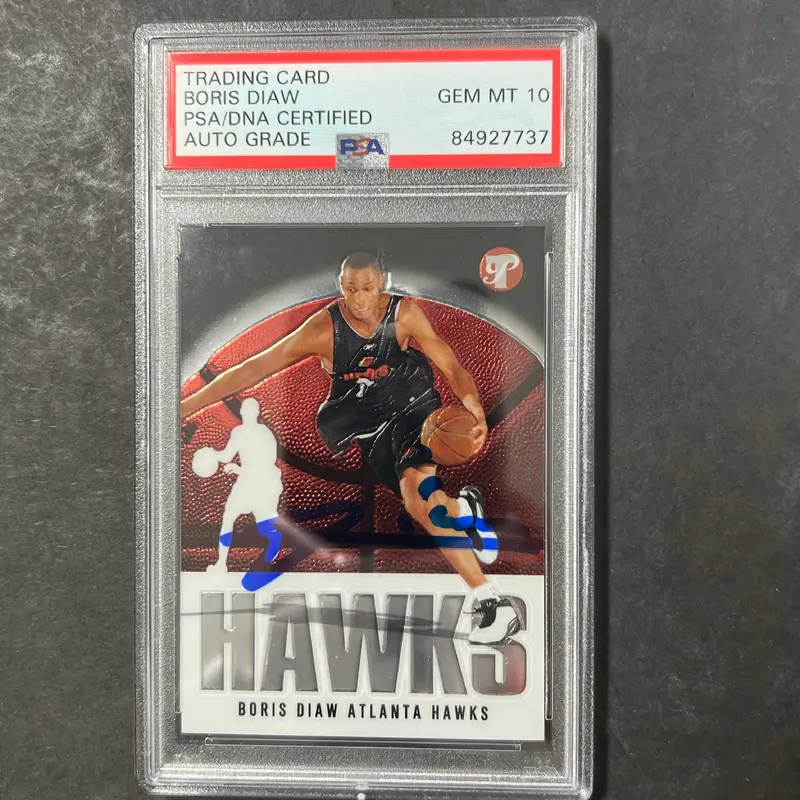 TRADING CARD
BORIS DIAW GEM MT 10
PSA/DNA CERTIFIED
AUTO GRADE PSA 84927737
P
HAWKS
BORIS DIAW ATLANTA HAWKS